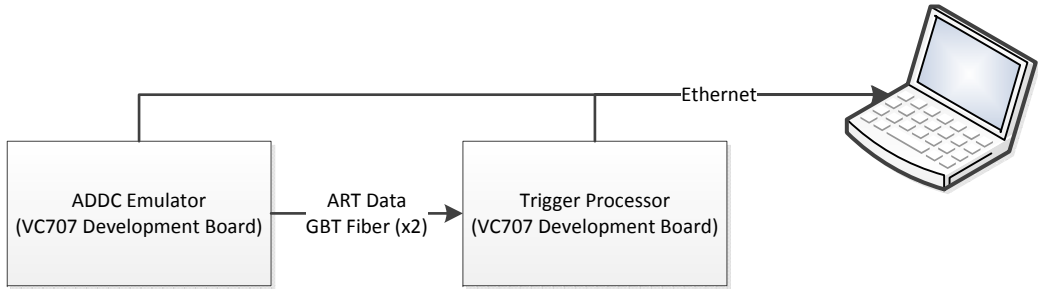 Ethernet
ADDC Emulator
(VC707 Development Board)
ART Data
GBT Fiber (x2)
Trigger Processor
(VC707 Development Board)